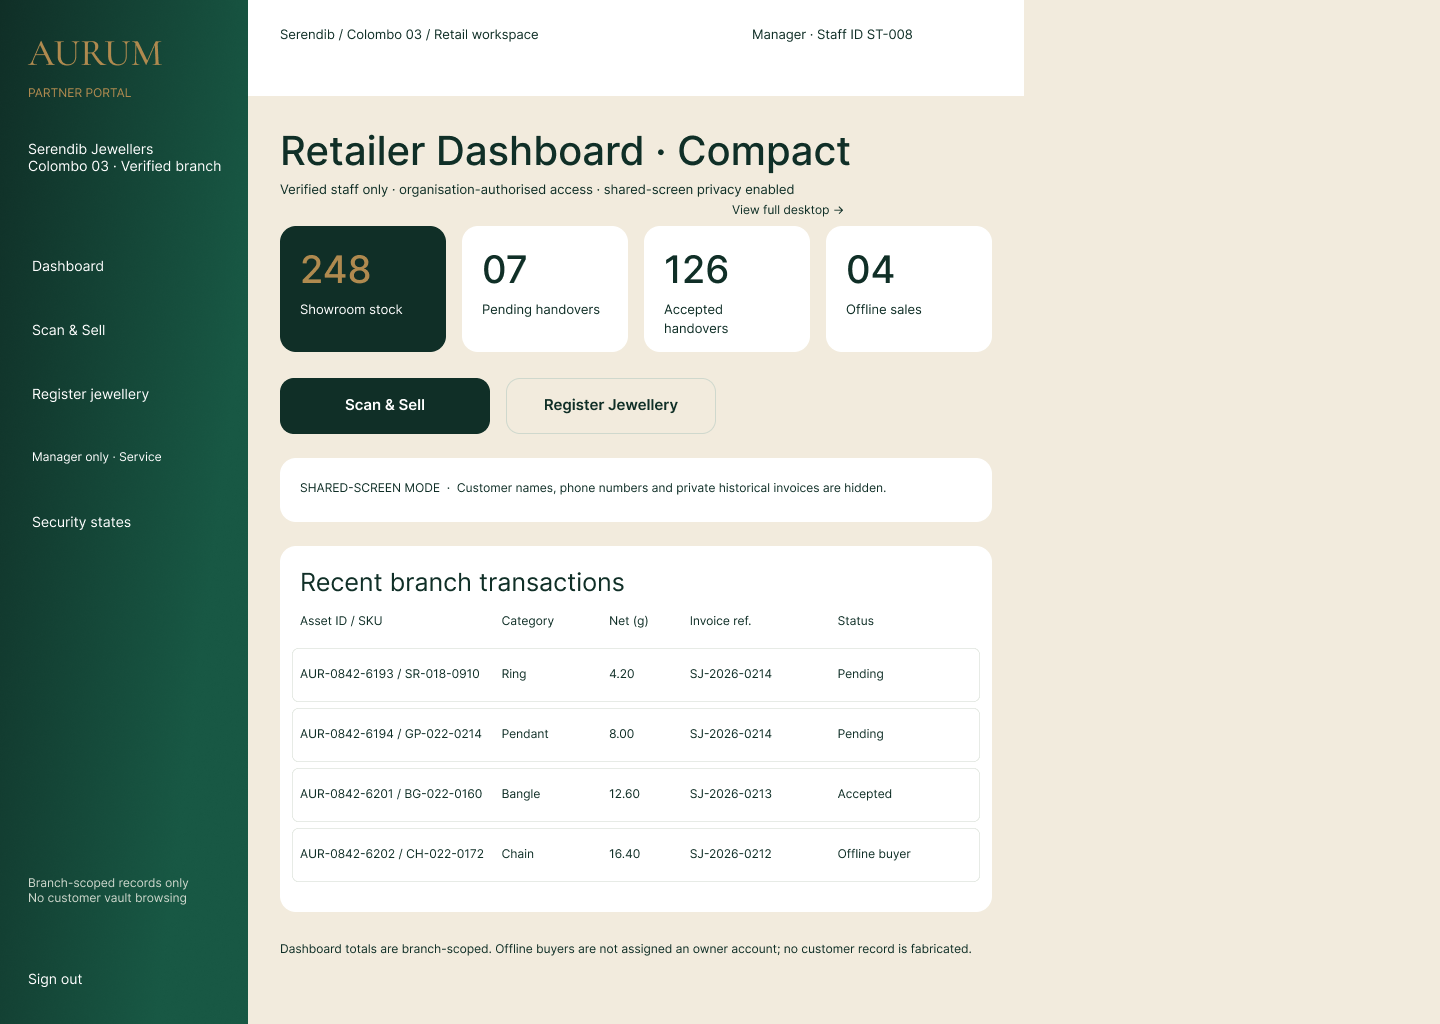 AURUM
PARTNER PORTAL
Serendib Jewellers
Colombo 03 · Verified branch
Dashboard
Scan & Sell
Register jewellery
Manager only · Service
Security states
Branch-scoped records only
No customer vault browsing
Sign out
Serendib / Colombo 03 / Retail workspace
Manager · Staff ID ST-008
Retailer Dashboard · Compact
Verified staff only · organisation-authorised access · shared-screen privacy enabled
View full desktop →
248
Showroom stock
07
Pending handovers
126
Accepted
handovers
04
Offline sales
Scan & Sell
Register Jewellery
SHARED-SCREEN MODE · Customer names, phone numbers and private historical invoices are hidden.
Recent branch transactions
Asset ID / SKU Category Net (g) Invoice ref. Status
AUR-0842-6193 / SR-018-0910 Ring 4.20 SJ-2026-0214 Pending
AUR-0842-6194 / GP-022-0214 Pendant 8.00 SJ-2026-0214 Pending
AUR-0842-6201 / BG-022-0160 Bangle 12.60 SJ-2026-0213 Accepted
AUR-0842-6202 / CH-022-0172 Chain 16.40 SJ-2026-0212 Offline buyer
Dashboard totals are branch-scoped. Offline buyers are not assigned an owner account; no customer record is fabricated.